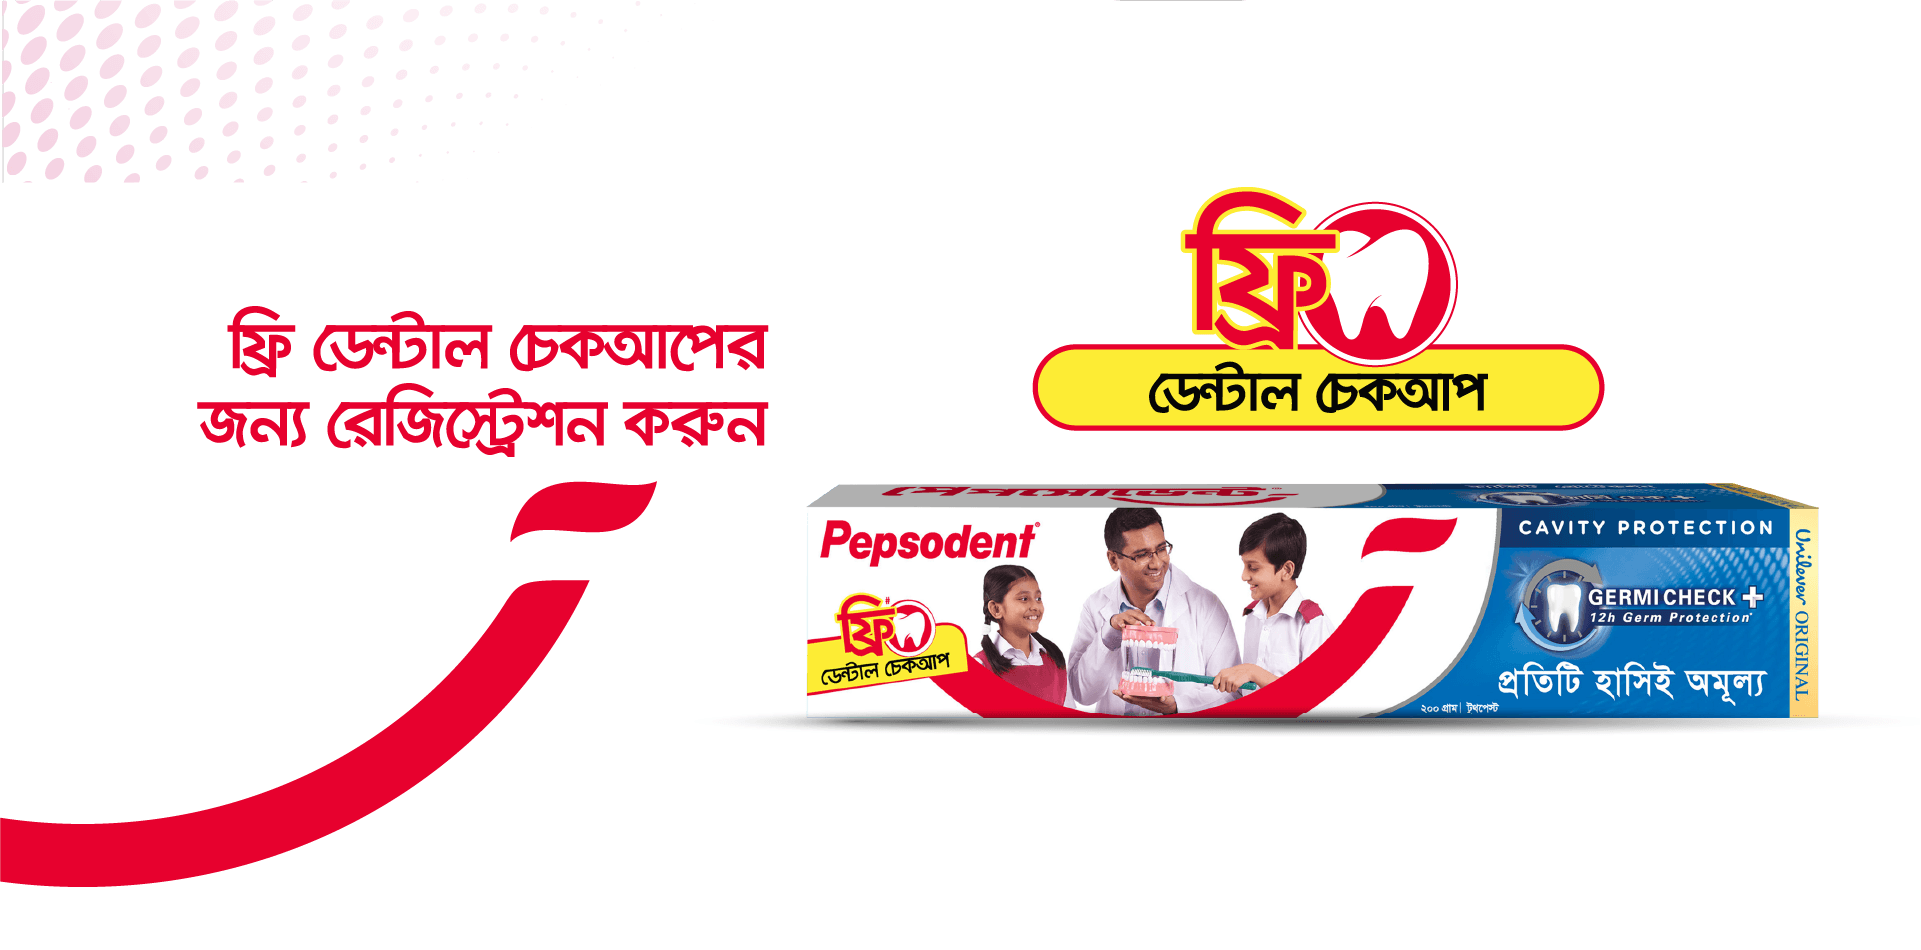 ফ্রি ডেন্টাল চেকআপের
জন্য রেজিস্ট্রেশন করুন
ফ্রি
ডেন্টাল চেকআপ
পেপসোডেন্ট
Pepsodent
ফ্রি
ডেন্টাল চেকআপ
CAVITY PROTECTION
GERMI CHECK +
12h Germ Protection*
প্রতিটি হাসিই অমূল্য
২০০ গ্রাম | টুথপেস্ট
Unilever ORIGINAL